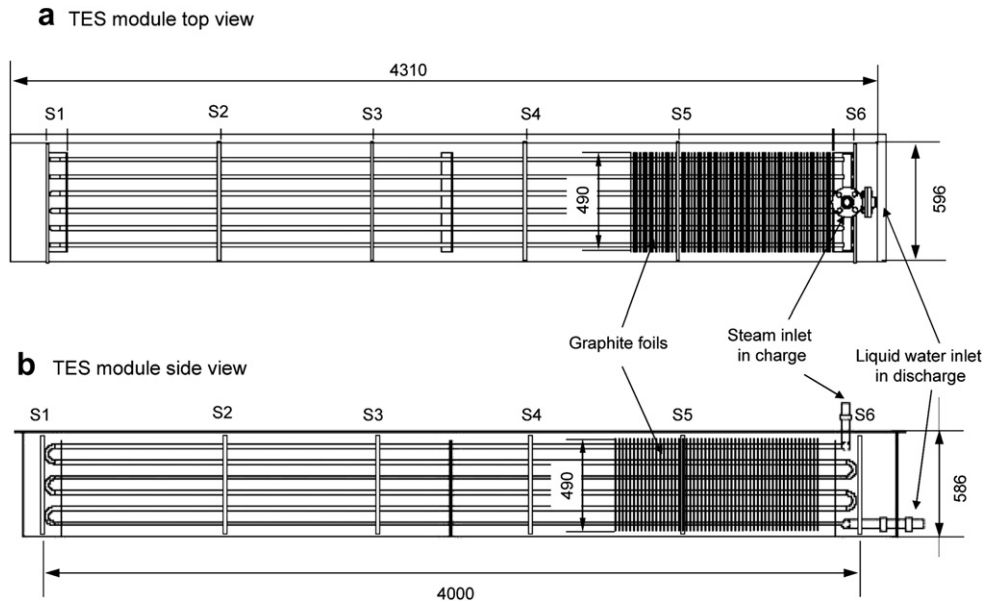 a TES module top view
4310
S1 S2 S3 S4 S5 S6
490
596
Graphite foils
Steam inlet
in charge
Liquid water inlet
in discharge
b TES module side view
S1 S2 S3 S4 S5 S6
490
586
4000